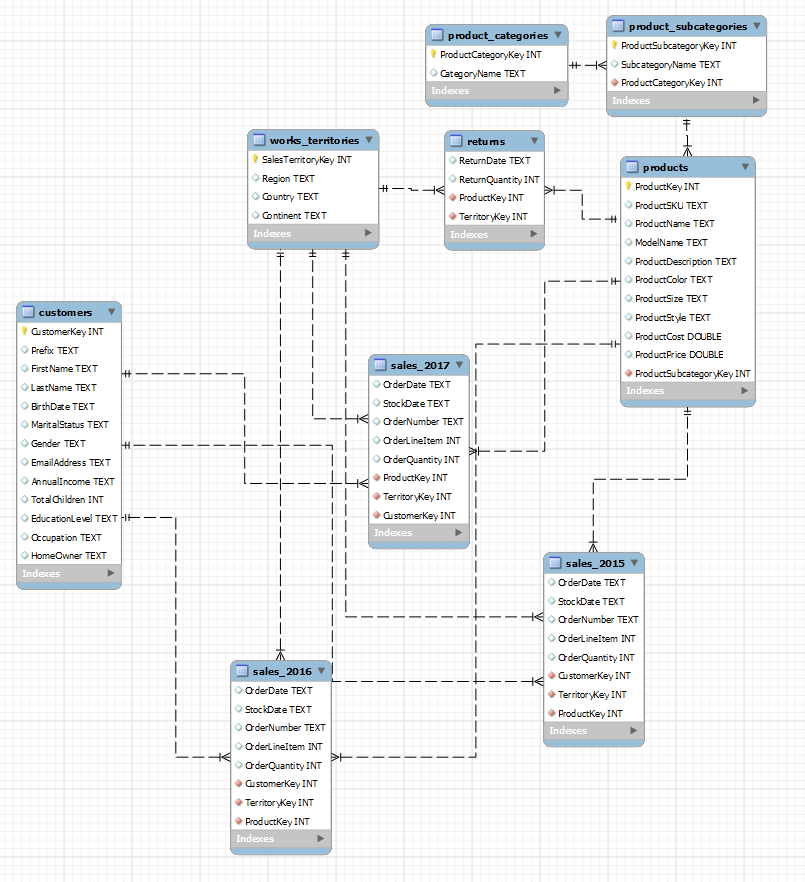 product_categories
ProductCategoryKey INT
CategoryName TEXT
Indexes
product_subcategories
ProductSubcategoryKey INT
SubcategoryName TEXT
ProductCategoryKey INT
Indexes
works_territories
SalesTerritoryKey INT
Region TEXT
Country TEXT
Continent TEXT
Indexes
returns
ReturnDate TEXT
ReturnQuantity INT
ProductKey INT
TerritoryKey INT
Indexes
products
ProductKey INT
ProductSKU TEXT
ProductName TEXT
ModelName TEXT
ProductDescription TEXT
ProductColor TEXT
ProductSize TEXT
ProductStyle TEXT
ProductCost DOUBLE
ProductPrice DOUBLE
ProductSubcategoryKey INT
Indexes
customers
CustomerKey INT
Prefix TEXT
FirstName TEXT
LastName TEXT
BirthDate TEXT
MaritalStatus TEXT
Gender TEXT
EmailAddress TEXT
AnnualIncome TEXT
TotalChildren INT
EducationLevel TEXT
Occupation TEXT
HomeOwner TEXT
Indexes
sales_2017
OrderDate TEXT
StockDate TEXT
OrderNumber TEXT
OrderLineItem INT
OrderQuantity INT
ProductKey INT
TerritoryKey INT
CustomerKey INT
Indexes
sales_2015
OrderDate TEXT
StockDate TEXT
OrderNumber TEXT
OrderLineItem INT
OrderQuantity INT
CustomerKey INT
TerritoryKey INT
ProductKey INT
Indexes
sales_2016
OrderDate TEXT
StockDate TEXT
OrderNumber TEXT
OrderLineItem INT
OrderQuantity INT
CustomerKey INT
TerritoryKey INT
ProductKey INT
Indexes